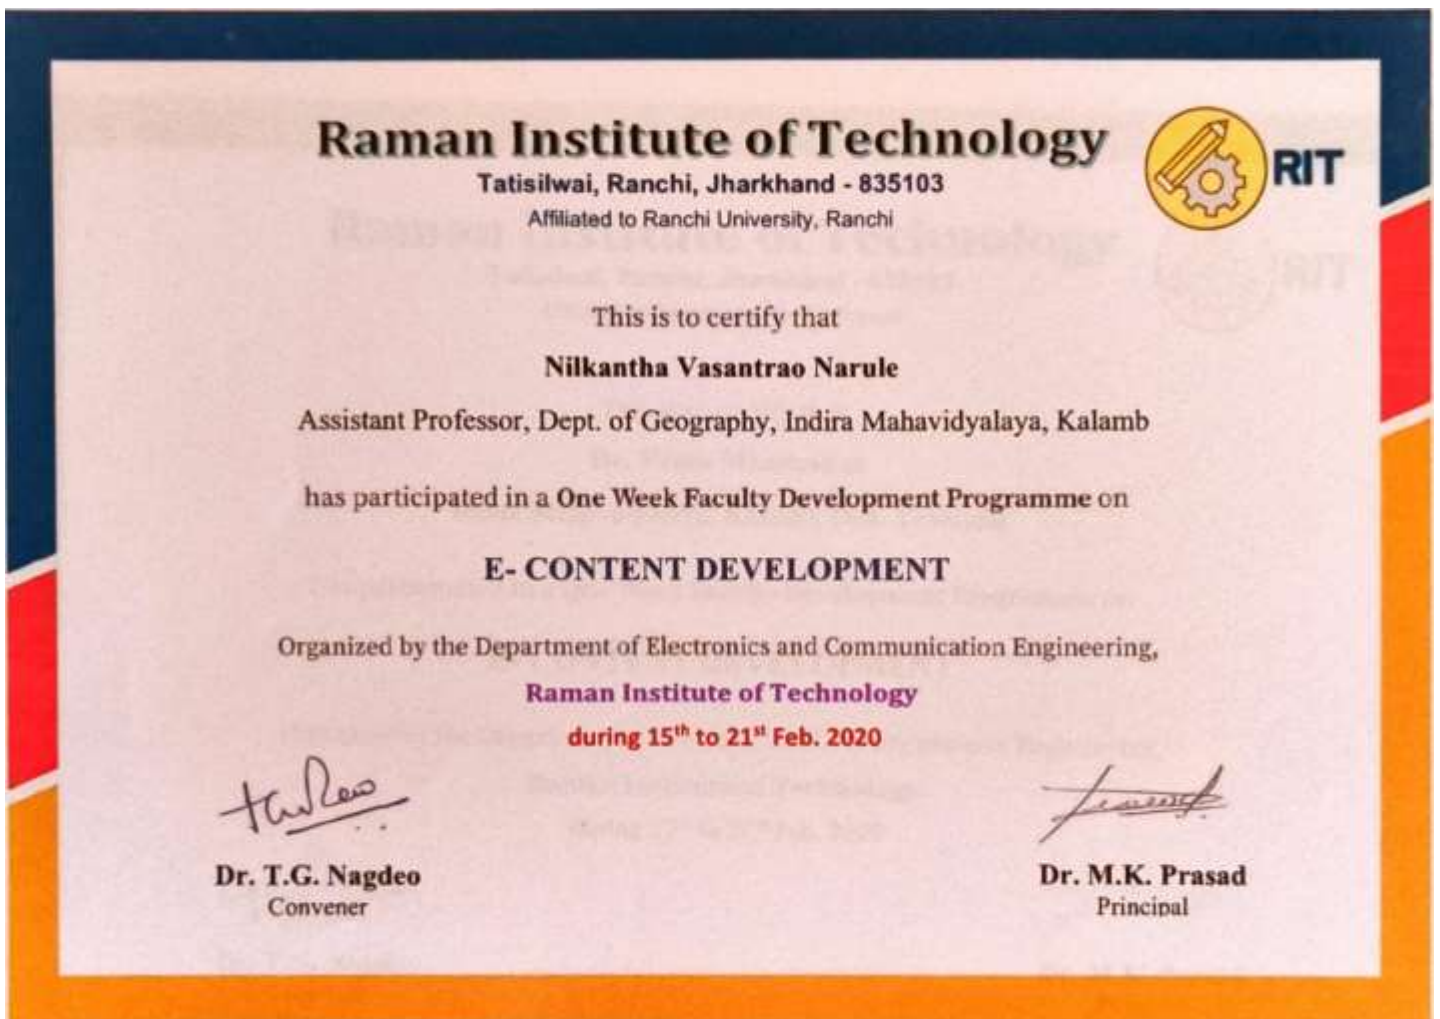 Raman Institute of Technology
RIT
Tatisilwai, Ranchi, Jharkhand - 835103
Affiliated to Ranchi University, Ranchi
This is to certify that
Nilkantha Vasantrao Narule
Assistant Professor, Dept. of Geography, Indira Mahavidyalaya, Kalamb
has participated in a One Week Faculty Development Programme on
E- CONTENT DEVELOPMENT
Organized by the Department of Electronics and Communication Engineering,
Raman Institute of Technology
during 15th to 21st Feb. 2020
Dr. T.G. Nagdeo
Convener
Dr. M.K. Prasad
Principal